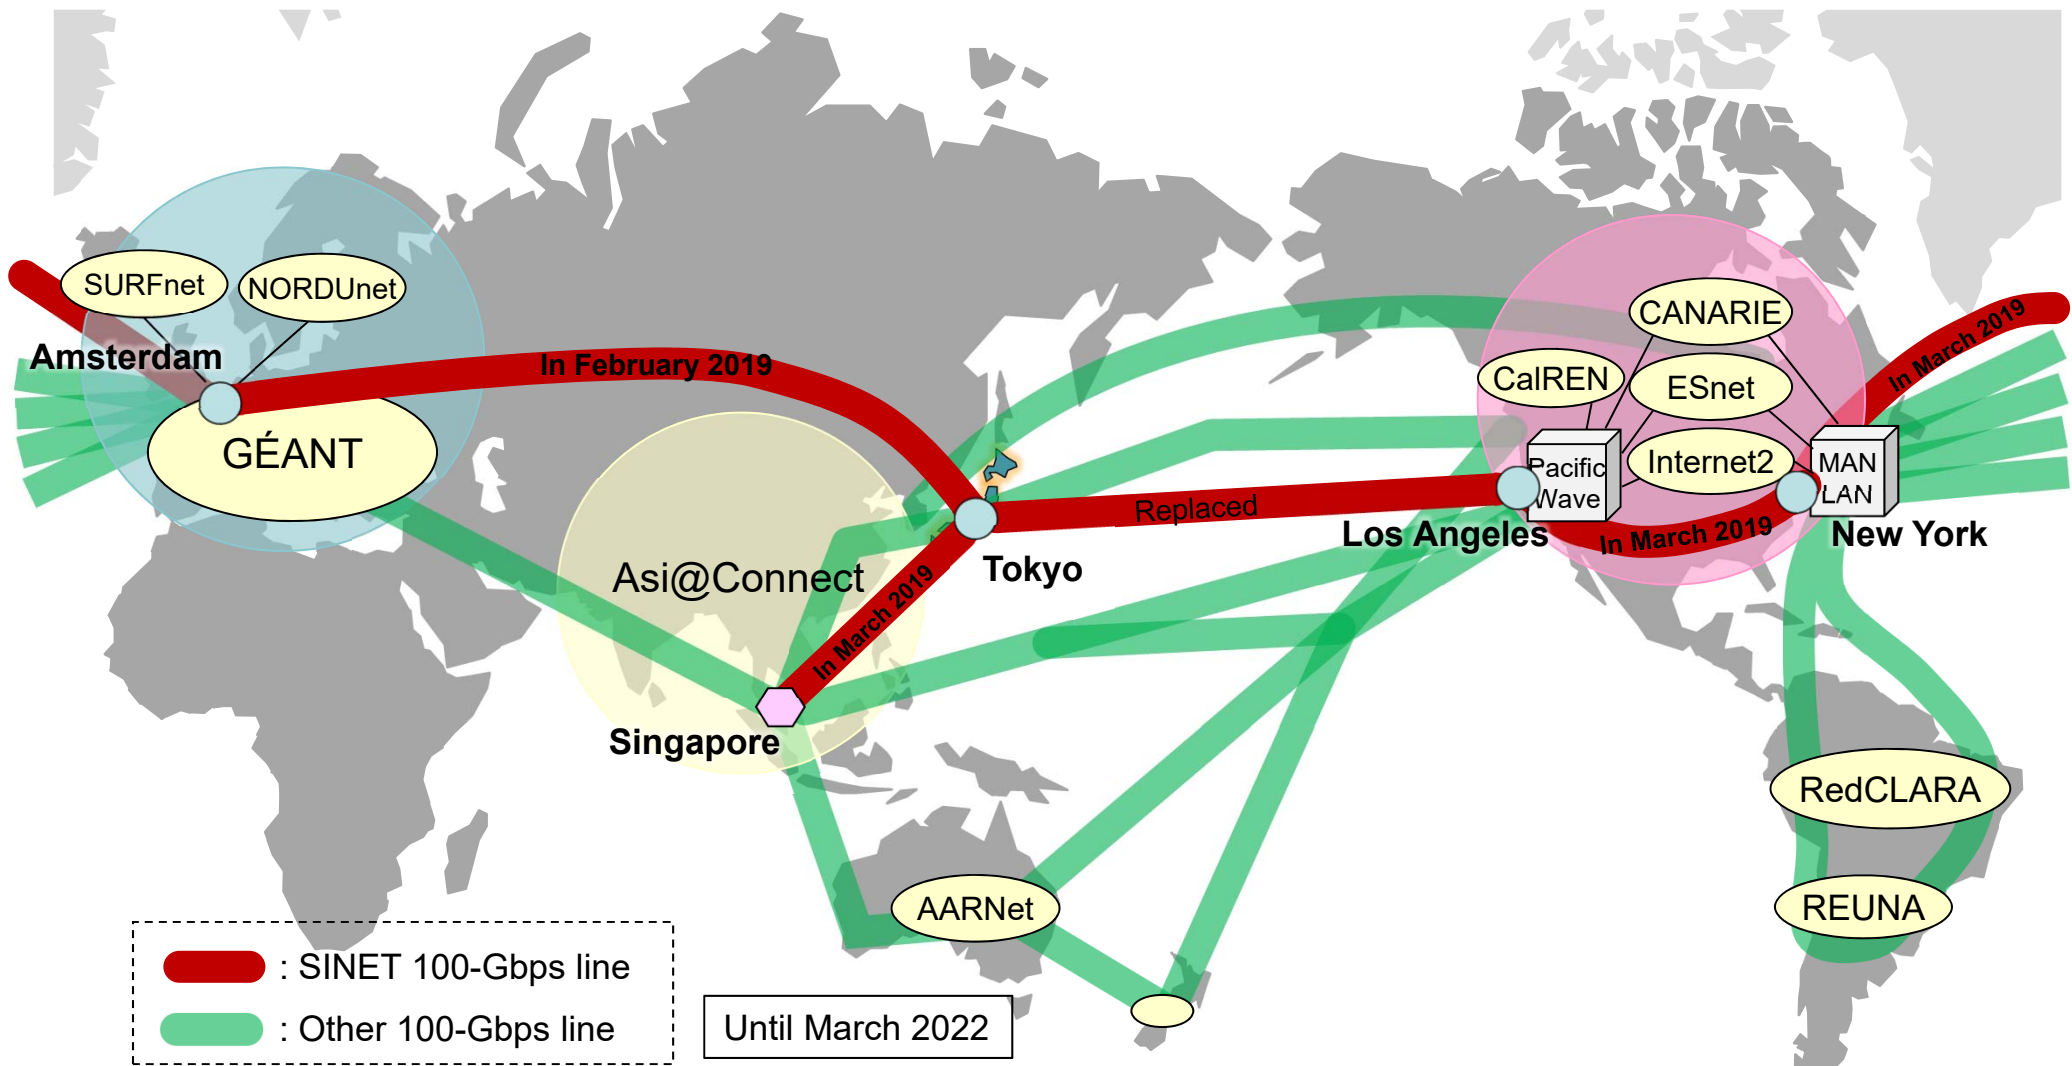 SURFnet
NORDUnet
Amsterdam
GÉANT
In February 2019
Asi@Connect
In March 2019
Singapore
Tokyo
Replaced
Los Angeles
CANARIE
CalREN
ESnet
Internet2
Pacific
Wave
MAN
LAN
In March 2019
In March 2019
New York
RedCLARA
REUNA
AARNet
: SINET 100-Gbps line
: Other 100-Gbps line
Until March 2022